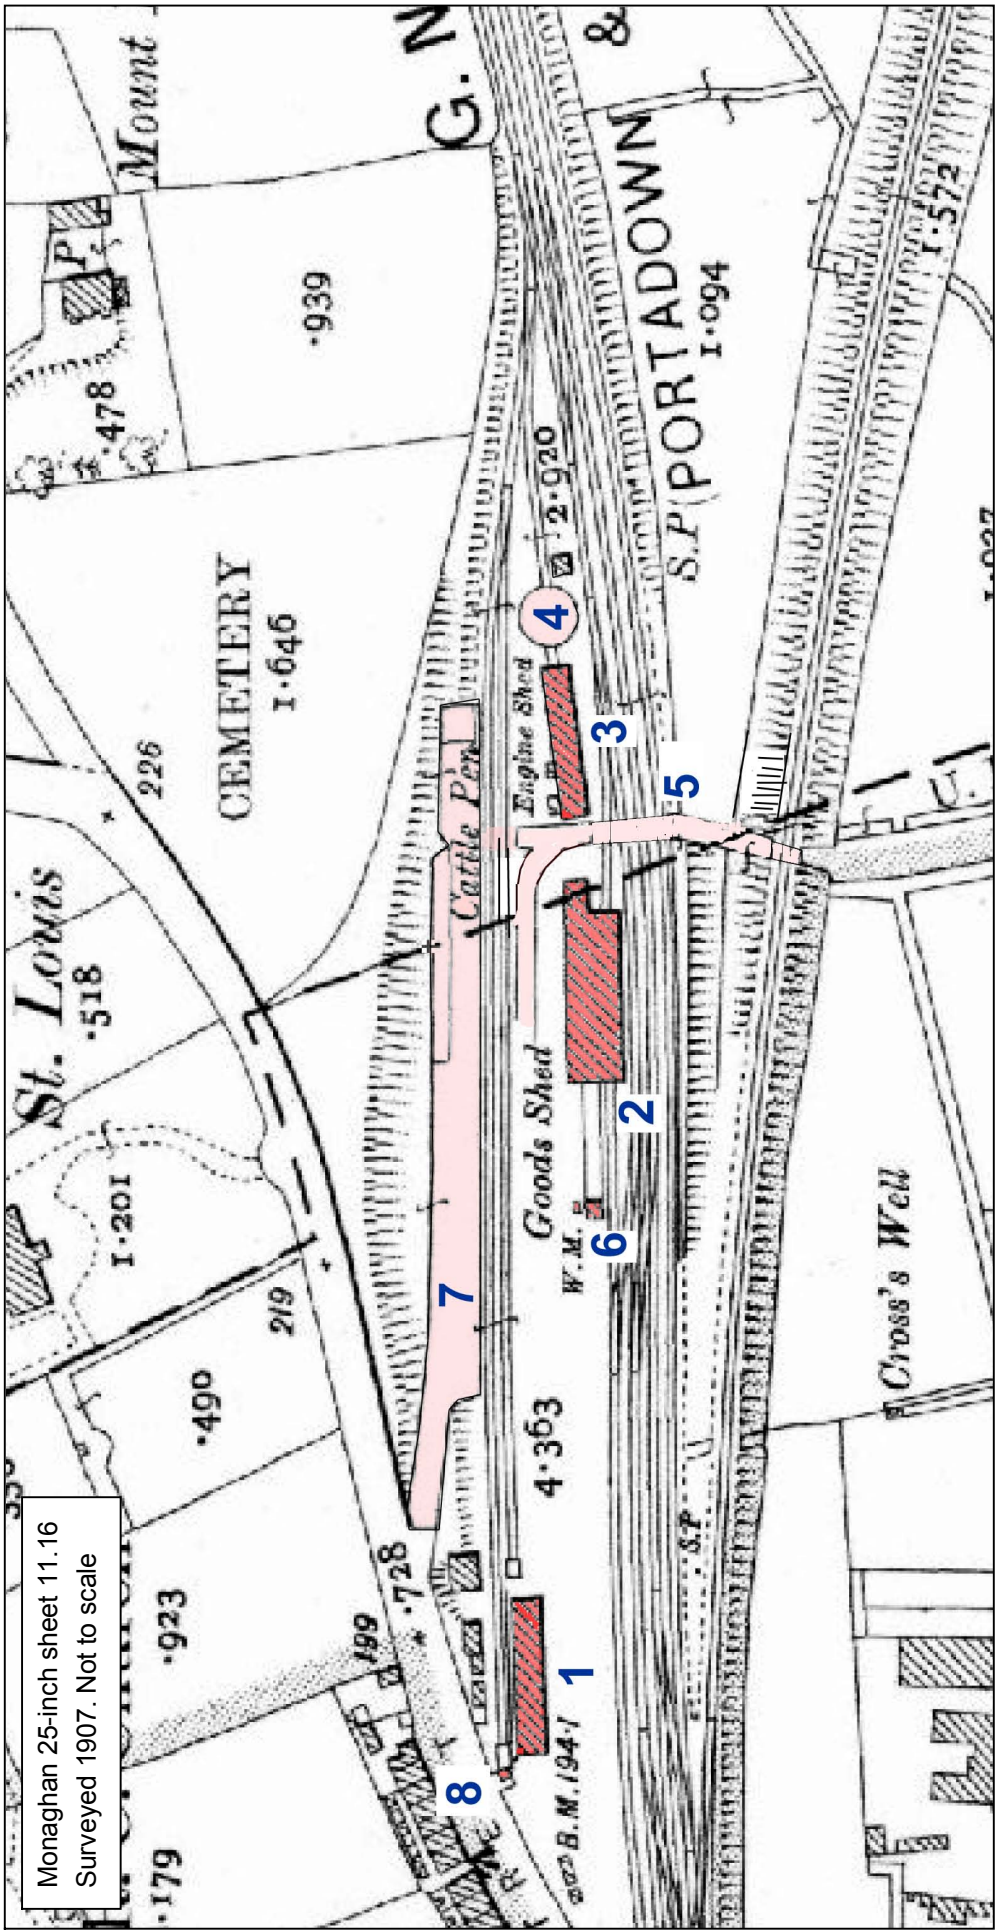 Monaghan 25-inch sheet 11.16
Surveyed 1907. Not to scale
Mount
G. N
&
P
·478
·939
CEMETERY
1·646
226
St. Louis
·518
1·201
219
·490
·923
·179
199
·728
Cattle Pen
Engine Shed
2·920
S.P
(PORTADOWN
1·094
1·572
U.
Goods Shed
W.M.
4·363
B.M.194·1
S.P
Cross's Well
1
2
3
4
5
6
7
8